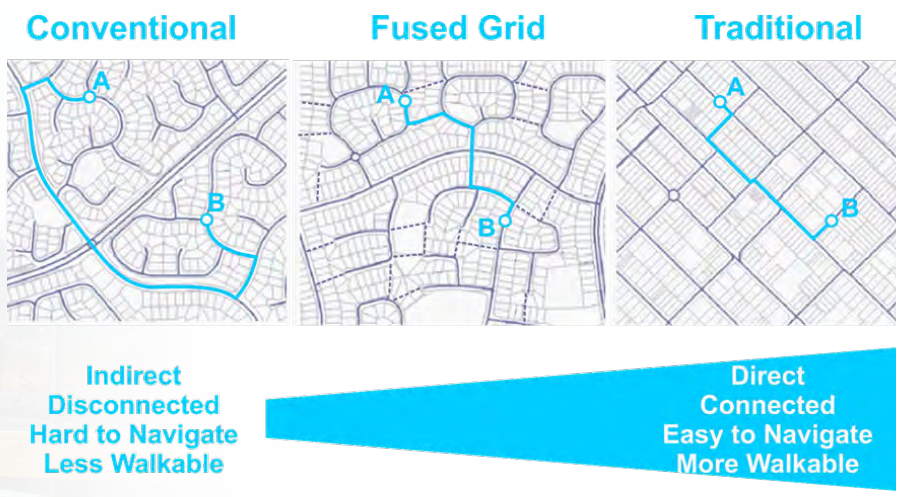 Conventional
Fused Grid
Traditional
A
B
A
B
A
B
Indirect
Disconnected
Hard to Navigate
Less Walkable
Direct
Connected
Easy to Navigate
More Walkable